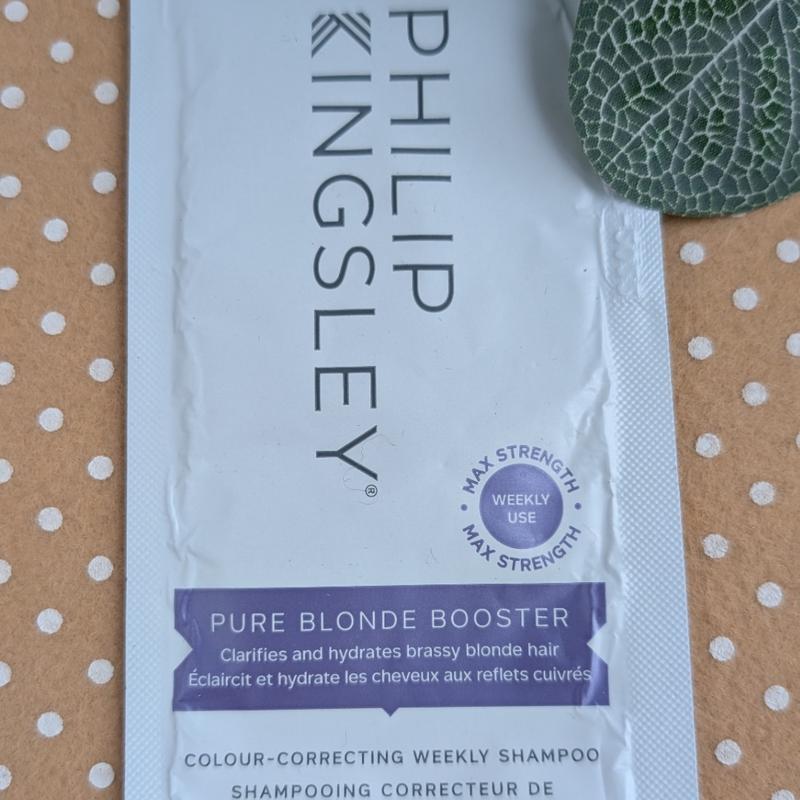 PHILIP
KINGSLEY®
MAX STRENGTH
WEEKLY
USE
MAX STRENGTH
PURE BLONDE BOOSTER
Clarifies and hydrates brassy blonde hair
Éclaircit et hydrate les cheveux aux reflets cuivrés
COLOUR-CORRECTING WEEKLY SHAMPOO
SHAMPOOING CORRECTEUR DE